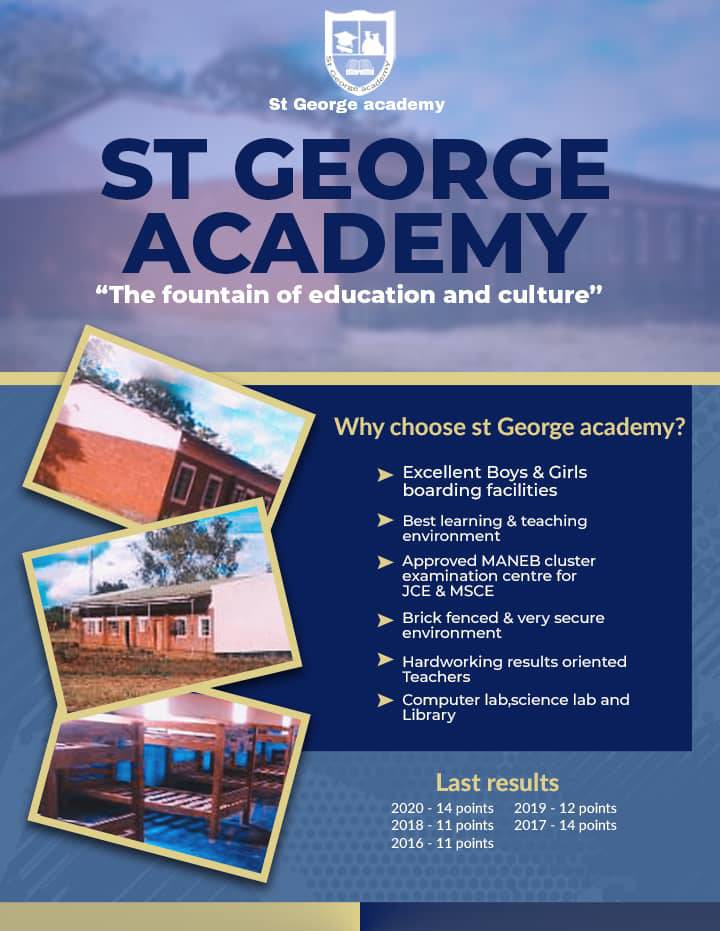 St George academy
St George academy
ST GEORGE
ACADEMY
“The fountain of education and culture”
Why choose st George academy?
Excellent Boys & Girls
boarding facilities
Best learning & teaching
environment
Approved MANEB cluster
examination centre for
JCE & MSCE
Brick fenced & very secure
environment
Hardworking results oriented
Teachers
Computer lab,science lab and
Library
Last results
2020 - 14 points 2019 - 12 points
2018 - 11 points 2017 - 14 points
2016 - 11 points